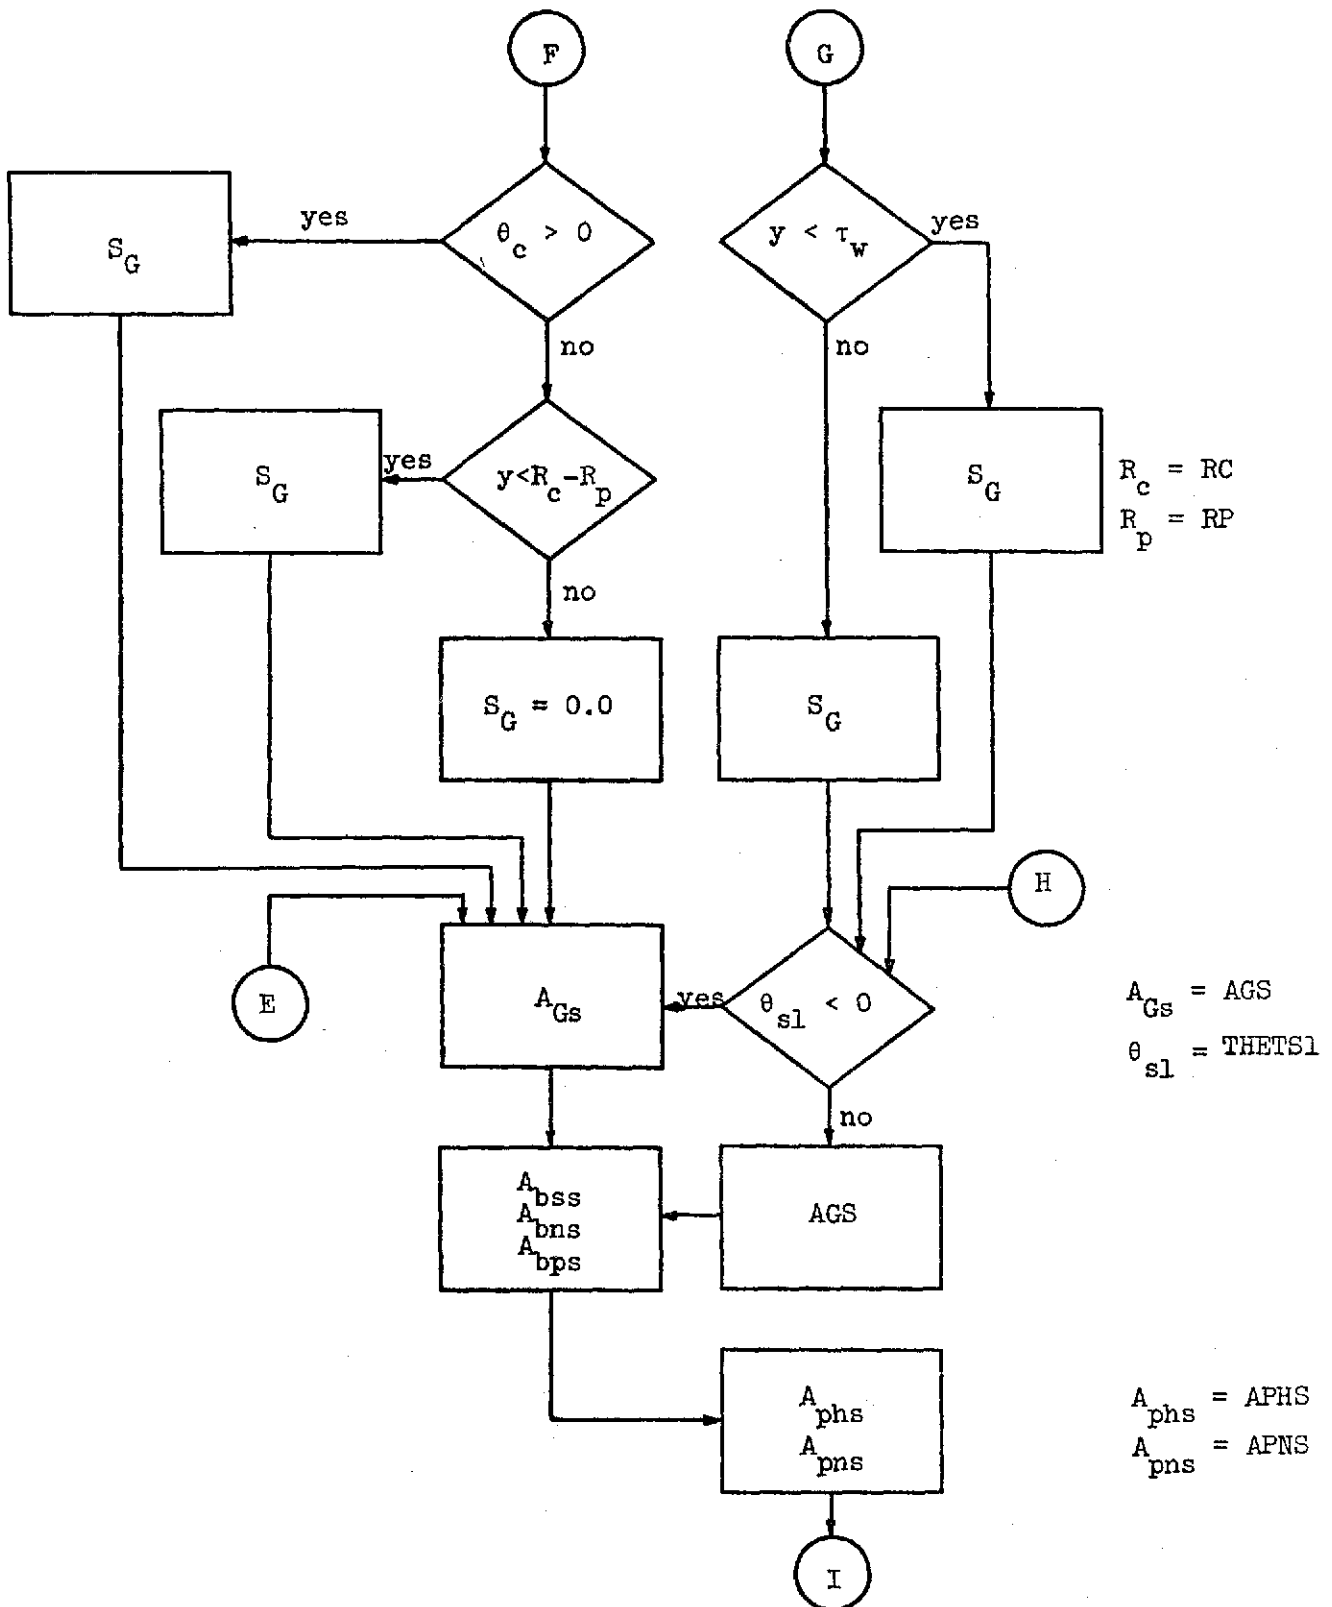 F
G
yes
θ_c > 0
y < τ_w
yes
S_G
no
no
S_G
yes
y<R_c-R_p
S_G
R_c = RC
R_p = RP
no
S_G = 0.0
S_G
H
E
A_Gs
yes
θ_sl < 0
A_Gs = AGS
θ_sl = THETS1
no
A_bss
A_bns
A_bps
AGS
A_phs
A_pns
A_phs = APHS
A_pns = APNS
I